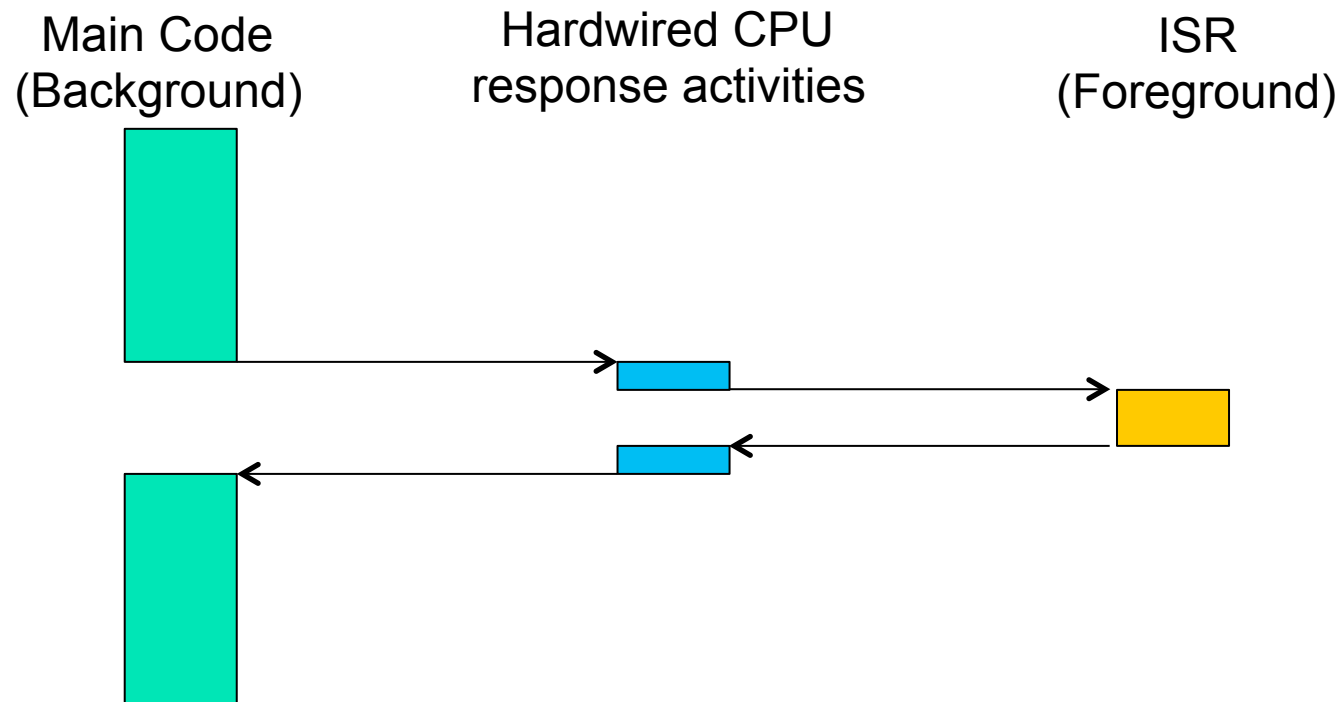 Main Code
(Background)
Hardwired CPU
response activities
ISR
(Foreground)